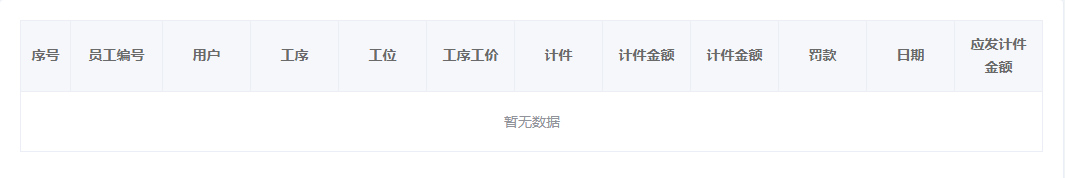 序号 员工编号 用户 工序 工位 工序工价 计件 计件金额 计件金额 罚款 日期 应发计件
金额
暂无数据